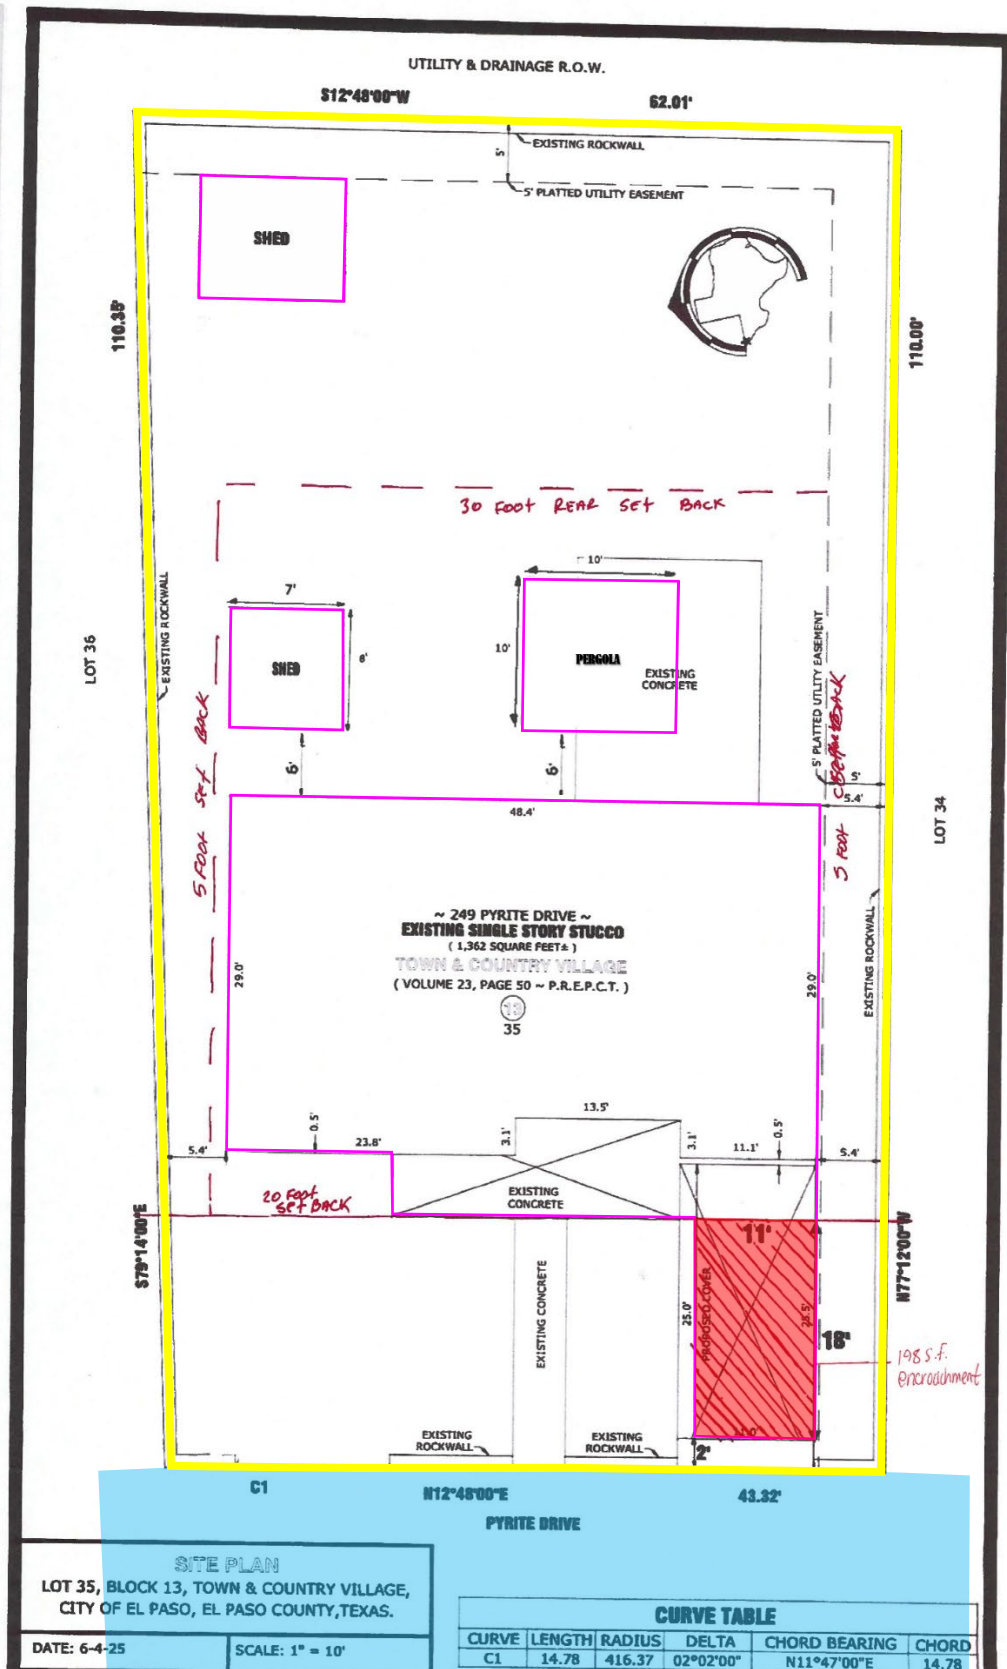 UTILITY & DRAINAGE R.O.W.
S12°48'00"W
62.01'
EXISTING ROCKWALL
5'
5' PLATTED UTILITY EASEMENT
SHED
110.35'
110.00'
30 FOOT REAR SET BACK
10'
7'
EXISTING ROCKWALL
LOT 36
SHED
10'
PERGOLA
EXISTING
CONCRETE
5' PLATTED UTILITY EASEMENT
5 FOOT SET BACK
6'
6'
5'
5.4'
48.4'
LOT 34
5 FOOT
~ 249 PYRITE DRIVE ~
EXISTING SINGLE STORY STUCCO
( 1,362 SQUARE FEET± )
TOWN & COUNTRY VILLAGE
( VOLUME 23, PAGE 50 ~ P.R.E.P.C.T. )
13
35
29.0'
29.0'
EXISTING ROCKWALL
13.5'
0.5'
23.8'
3.1'
3.1'
11.1'
0.5'
5.4'
5.4'
EXISTING
CONCRETE
20 FOOT
SET BACK
S79°14'00"E
N77°12'00"W
11'
EXISTING CONCRETE
25.0'
PROPOSED COVER
25.5'
18'
198 S.F.
encroachment
EXISTING
ROCKWALL
EXISTING
ROCKWALL
2'
C1
N12°48'00"E
43.32'
PYRITE DRIVE
SITE PLAN
LOT 35, BLOCK 13, TOWN & COUNTRY VILLAGE,
CITY OF EL PASO, EL PASO COUNTY,TEXAS.
DATE: 6-4-25
SCALE: 1" = 10'
CURVE TABLE
CURVE LENGTH RADIUS DELTA CHORD BEARING CHORD
C1 14.78 416.37 02°02'00" N11°47'00"E 14.78